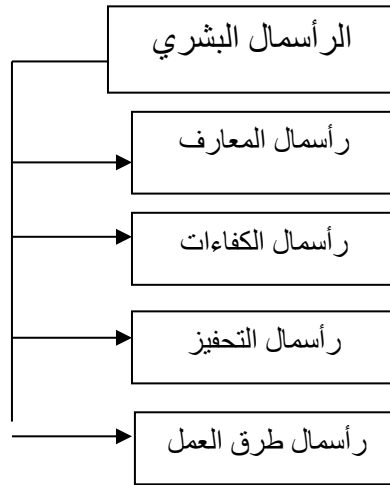 الرأسمال البشري
رأسمال المعارف
رأسمال الكفاءات
رأسمال التحفيز
رأسمال طرق العمل